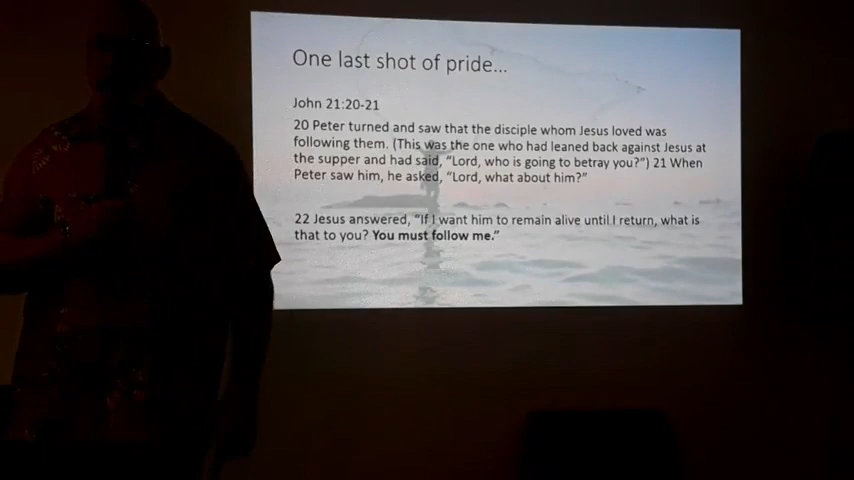 One last shot of pride...
John 21:20-21
20 Peter turned and saw that the disciple whom Jesus loved was
following them. (This was the one who had leaned back against Jesus at
the supper and had said, “Lord, who is going to betray you?”) 21 When
Peter saw him, he asked, “Lord, what about him?”
22 Jesus answered, “If I want him to remain alive until I return, what is
that to you? You must follow me.”